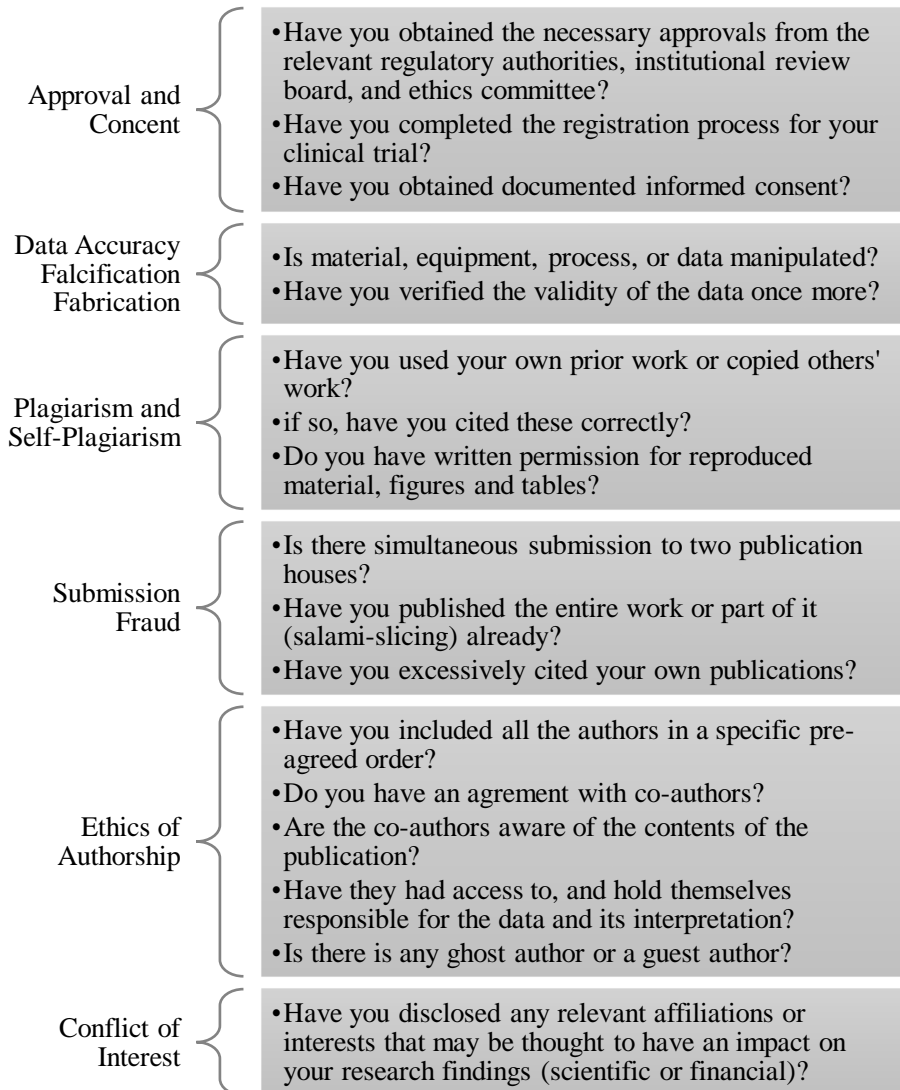 Approval and
Concent
•Have you obtained the necessary approvals from the
relevant regulatory authorities, institutional review
board, and ethics committee?
•Have you completed the registration process for your
clinical trial?
•Have you obtained documented informed consent?
Data Accuracy
Falcification
Fabrication
•Is material, equipment, process, or data manipulated?
•Have you verified the validity of the data once more?
Plagiarism and
Self-Plagiarism
•Have you used your own prior work or copied others'
work?
•if so, have you cited these correctly?
•Do you have written permission for reproduced
material, figures and tables?
Submission
Fraud
•Is there simultaneous submission to two publication
houses?
•Have you published the entire work or part of it
(salami-slicing) already?
•Have you excessively cited your own publications?
Ethics of
Authorship
•Have you included all the authors in a specific pre-
agreed order?
•Do you have an agrement with co-authors?
•Are the co-authors aware of the contents of the
publication?
•Have they had access to, and hold themselves
responsible for the data and its interpretation?
•Is there is any ghost author or a guest author?
Conflict of
Interest
•Have you disclosed any relevant affiliations or
interests that may be thought to have an impact on
your research findings (scientific or financial)?